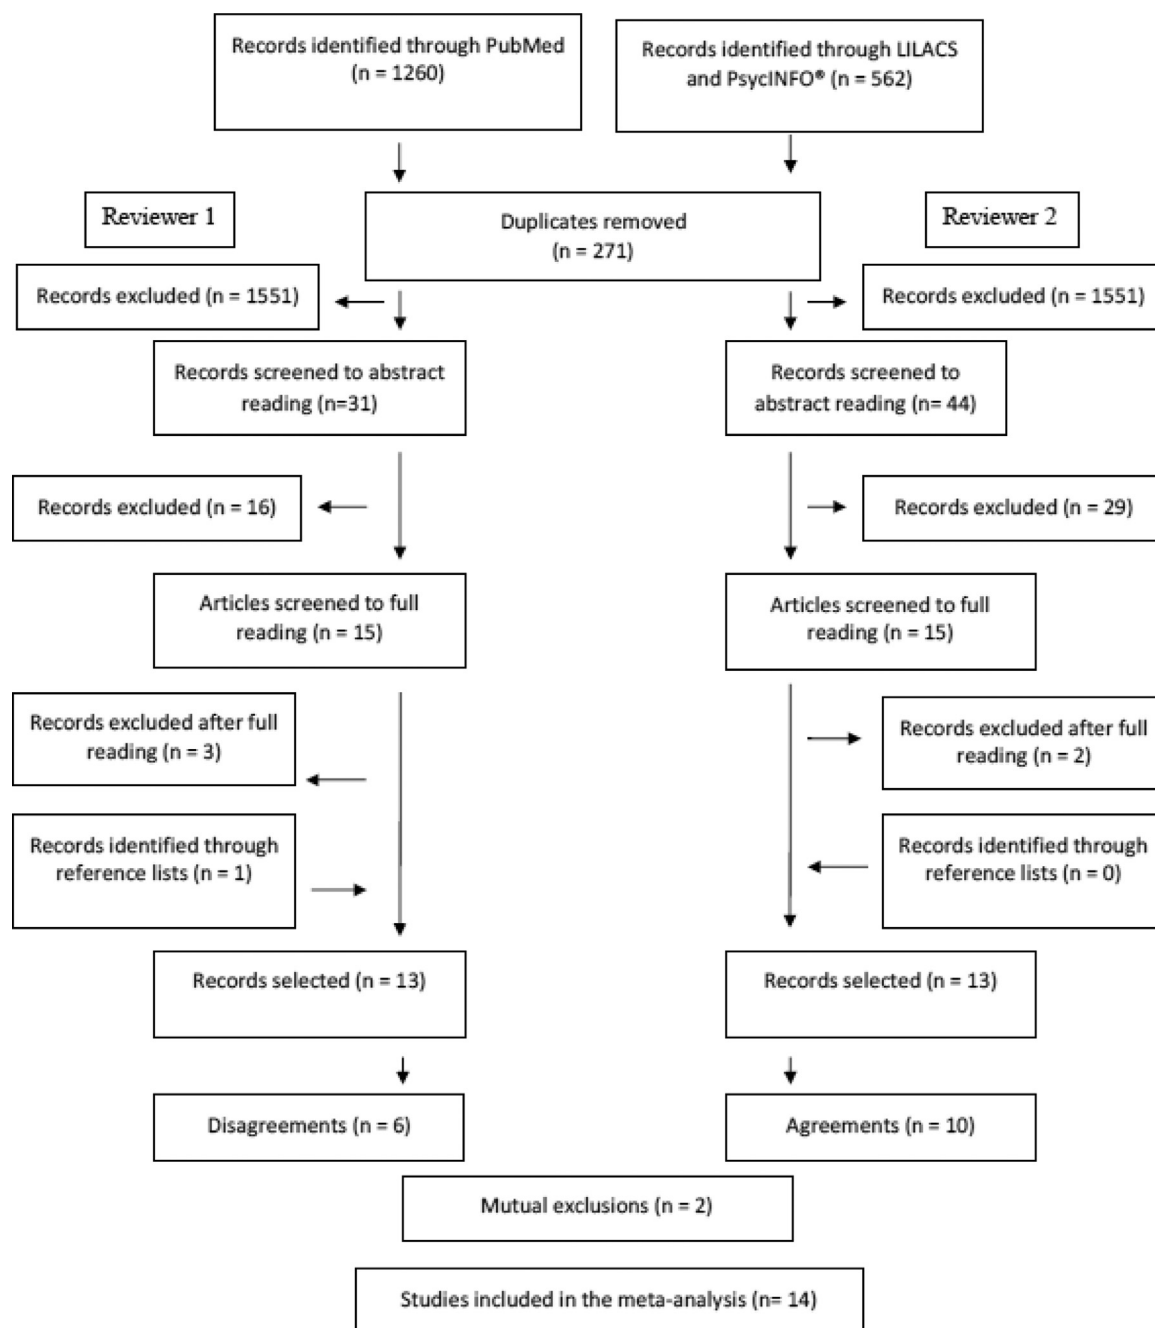 Records identified through PubMed
(n = 1260)
Records identified through LILACS
and PsycINFO® (n = 562)
Reviewer 1
Duplicates removed
(n = 271)
Reviewer 2
Records excluded (n = 1551)
Records excluded (n = 1551)
Records screened to abstract
reading (n=31)
Records screened to
abstract reading (n= 44)
Records excluded (n = 16)
Records excluded (n = 29)
Articles screened to full
reading (n = 15)
Articles screened to full
reading (n = 15)
Records excluded after full
reading (n = 3)
Records excluded after full
reading (n = 2)
Records identified through
reference lists (n = 1)
Records identified through
reference lists (n = 0)
Records selected (n = 13)
Records selected (n = 13)
Disagreements (n = 6)
Agreements (n = 10)
Mutual exclusions (n = 2)
Studies included in the meta-analysis (n= 14)